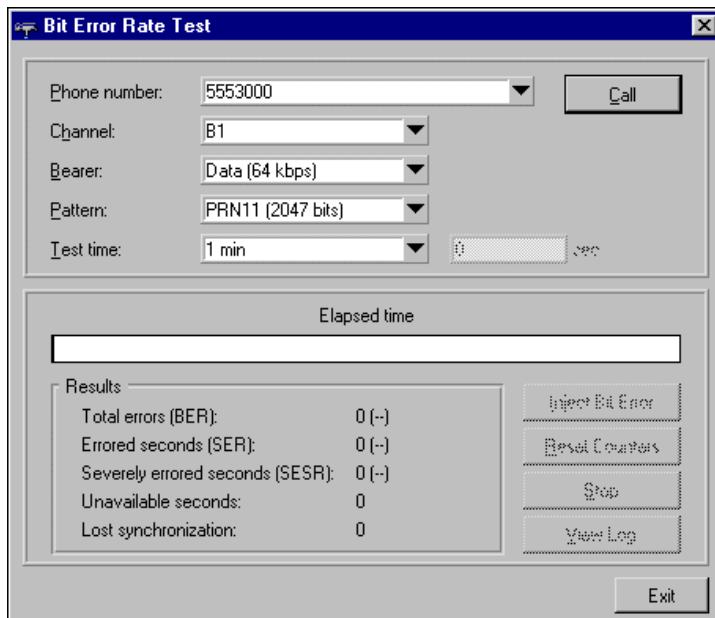 Bit Error Rate Test
Phone number: 5553000 Call
Channel: B1
Bearer: Data (64 kbps)
Pattern: PRN11 (2047 bits)
Test time: 1 min 0 sec
Elapsed time
Results
Total errors (BER): 0 (--)
Errored seconds (SER): 0 (--)
Severely errored seconds (SESR): 0 (--)
Unavailable seconds: 0
Lost synchronization: 0
Inject Bit Error
Reset Counters
Stop
View Log
Exit